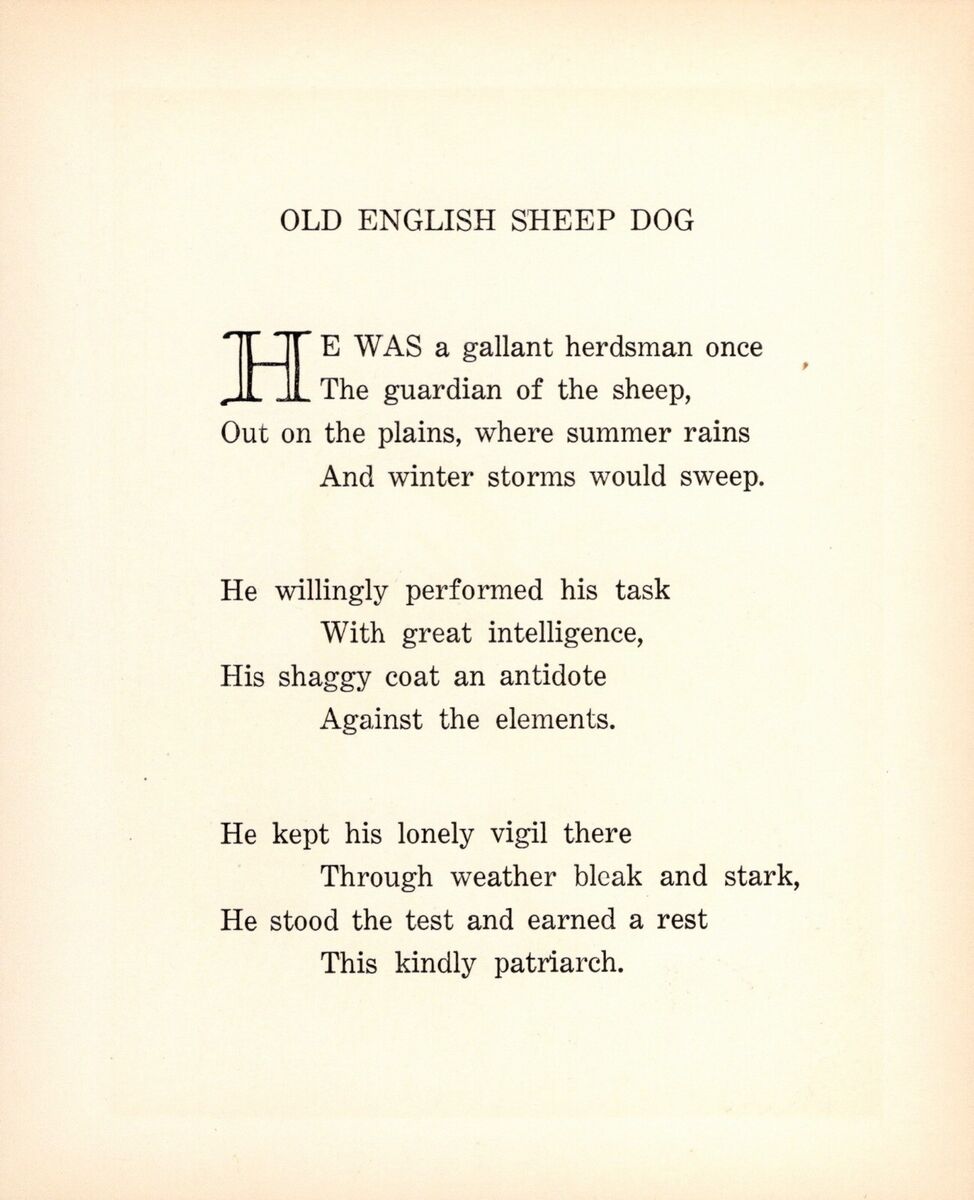 OLD ENGLISH SHEEP DOG
HE WAS a gallant herdsman once
The guardian of the sheep,
Out on the plains, where summer rains
And winter storms would sweep.
He willingly performed his task
With great intelligence,
His shaggy coat an antidote
Against the elements.
He kept his lonely vigil there
Through weather bleak and stark,
He stood the test and earned a rest
This kindly patriarch.